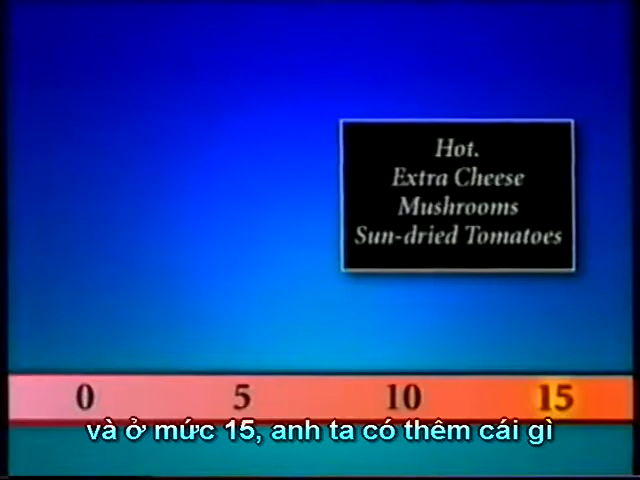 Hot.
Extra Cheese
Mushrooms
Sun-dried Tomatoes
0 5 10 15
và ở mức 15, anh ta có thêm cái gì